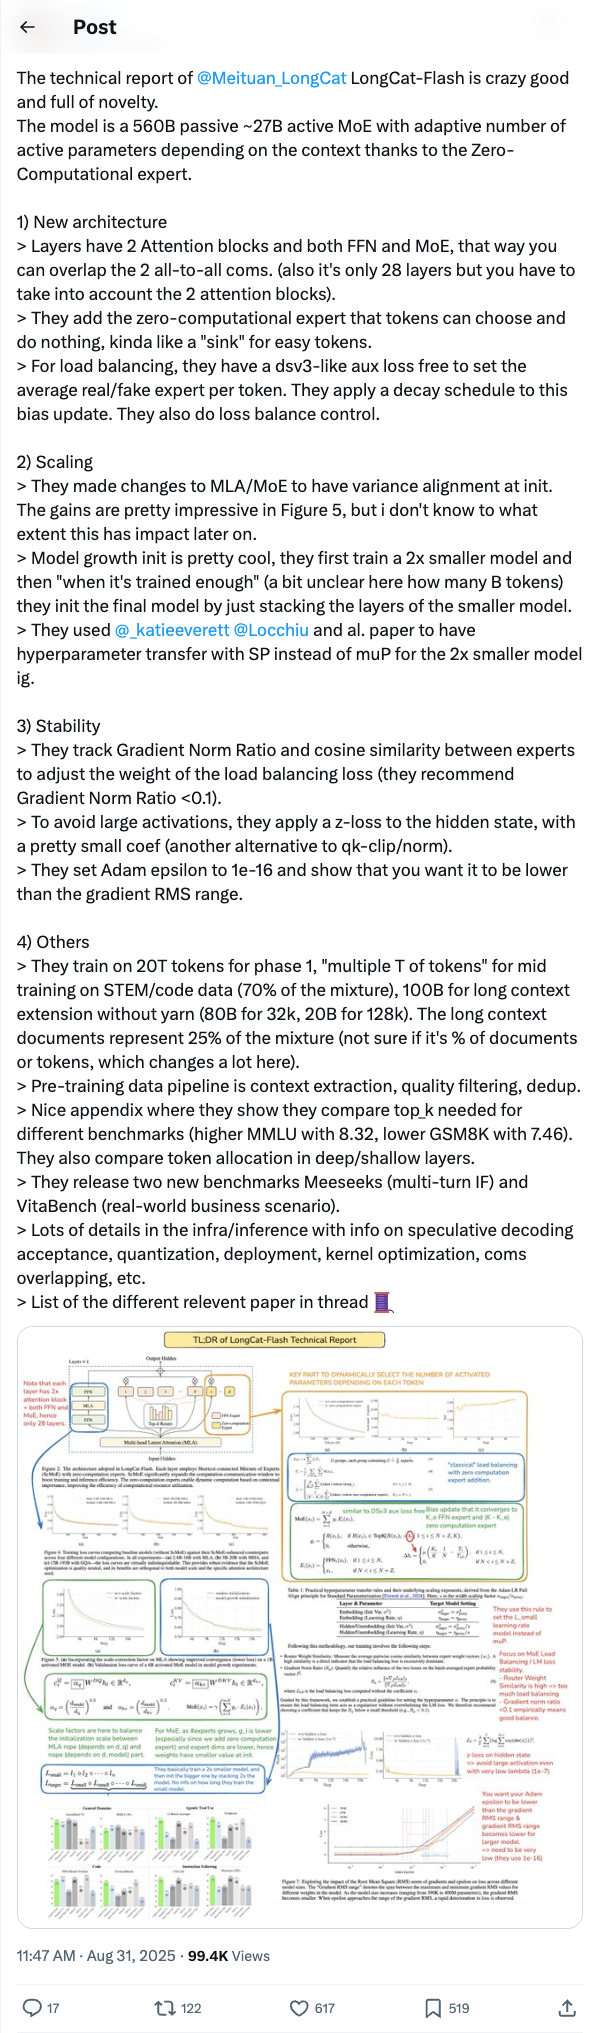 Post
The technical report of @Meituan_LongCat LongCat-Flash is crazy good
and full of novelty.
The model is a 560B passive ~27B active MoE with adaptive number of
active parameters depending on the context thanks to the Zero-
Computational expert.
1) New architecture
> Layers have 2 Attention blocks and both FFN and MoE, that way you
can overlap the 2 all-to-all coms. (also it's only 28 layers but you have to
take into account the 2 attention blocks).
> They add the zero-computational expert that tokens can choose and
do nothing, kinda like a "sink" for easy tokens.
> For load balancing, they have a dsv3-like aux loss free to set the
average real/fake expert per token. They apply a decay schedule to this
bias update. They also do loss balance control.
2) Scaling
> They made changes to MLA/MoE to have variance alignment at init.
The gains are pretty impressive in Figure 5, but i don't know to what
extent this has impact later on.
> Model growth init is pretty cool, they first train a 2x smaller model and
then "when it's trained enough" (a bit unclear here how many B tokens)
they init the final model by just stacking the layers of the smaller model.
> They used @_katieeverett @Locchiu and al. paper to have
hyperparameter transfer with SP instead of muP for the 2x smaller model
ig.
3) Stability
> They track Gradient Norm Ratio and cosine similarity between experts
to adjust the weight of the load balancing loss (they recommend
Gradient Norm Ratio <0.1).
> To avoid large activations, they apply a z-loss to the hidden state, with
a pretty small coef (another alternative to qk-clip/norm).
> They set Adam epsilon to 1e-16 and show that you want it to be lower
than the gradient RMS range.
4) Others
> They train on 20T tokens for phase 1, "multiple T of tokens" for mid
training on STEM/code data (70% of the mixture), 100B for long context
extension without yarn (80B for 32k, 20B for 128k). The long context
documents represent 25% of the mixture (not sure if it's % of documents
or tokens, which changes a lot here).
> Pre-training data pipeline is context extraction, quality filtering, dedup.
> Nice appendix where they show they compare top_k needed for
different benchmarks (higher MMLU with 8.32, lower GSM8K with 7.46).
They also compare token allocation in deep/shallow layers.
> They release two new benchmarks Meeseeks (multi-turn IF) and
VitaBench (real-world business scenario).
> Lots of details in the infra/inference with info on speculative decoding
acceptance, quantization, deployment, kernel optimization, coms
overlapping, etc.
> List of the different relevent paper in thread
TL;DR of LongCat-Flash Technical Report
Output Hidden
Note that each
layer has 2x
attention block
+ both FFN and
MoE, hence
only 28 layers.
FFN
MLA
FFN
Top-k Router
Multi-head Latent Attention (MLA)
Input Hidden
KEY PART TO DYNAMICALLY SELECT THE NUMBER OF ACTIVATED
PARAMETERS DEPENDING ON EACH TOKEN
"classical" load balancing
with zero computation
expert addition.
similar to DSv3 aux loss free
Bias update that it converges to
K_e FFN expert and (K - K_e)
zero computation expert
They use this rule to
set the L_small
learning rate
model instead of
muP.
Focus on MoE Load
Balancing / LM loss
stability.
- Router Weight
Similarity is high => too
much load balancing
- Gradient norm ratio
<0.1 empirically means
good balance.
Scale factors are here to balance
the initialization scale between
MLA rope (depends on d_q) and
nope (depends on d_model) part.
For MoE, as #experts grows, g_i is lower
(especially since we add zero computation
expert) and expert dims are lower, hence
weights have smaller value at init.
They basically train a 2x smaller model, and
then init the bigger one by stacking 2x the
model. No info on how long they train the
small model.
z-loss on hidden state
=> avoid large activation even
with very low lambda (1e-7)
You want your Adam
epsilon to be lower
than the gradient
RMS range &
gradient RMS range
becomes lower for
larger model.
=> need to be very
low (they use 1e-16)
General Domains
Agentic Tool Use
Code
Instruction Following
11:47 AM · Aug 31, 2025 · 99.4K Views
17
122
617
519